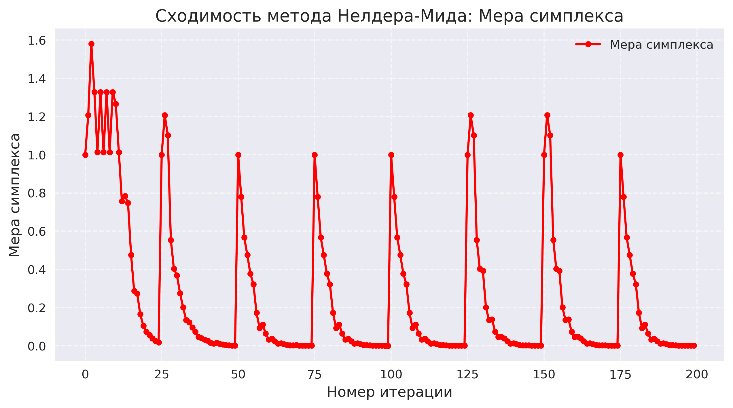 Сходимость метода Нелдера-Мида: Мера симплекса
Мера симплекса
1.6
1.4
1.2
1.0
0.8
0.6
0.4
0.2
0.0
Мера симплекса
0 25 50 75 100 125 150 175 200
Номер итерации